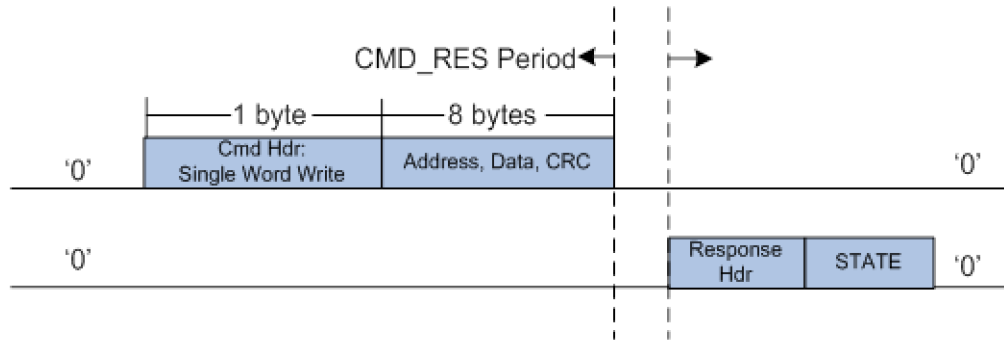 CMD_RES Period
1 byte
8 bytes
‘0’
Cmd Hdr:
Single Word Write
Address, Data, CRC
‘0’
‘0’
Response
Hdr
STATE
‘0’